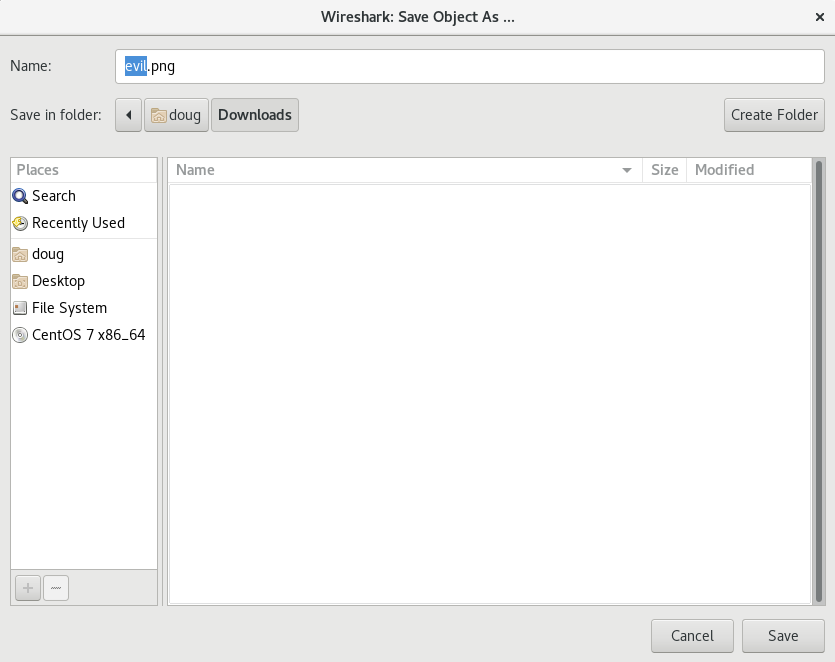 Wireshark: Save Object As ...
Name: evil.png
Save in folder: doug Downloads Create Folder
Places Name Size Modified
Search
Recently Used
doug
Desktop
File System
CentOS 7 x86_64
Cancel Save